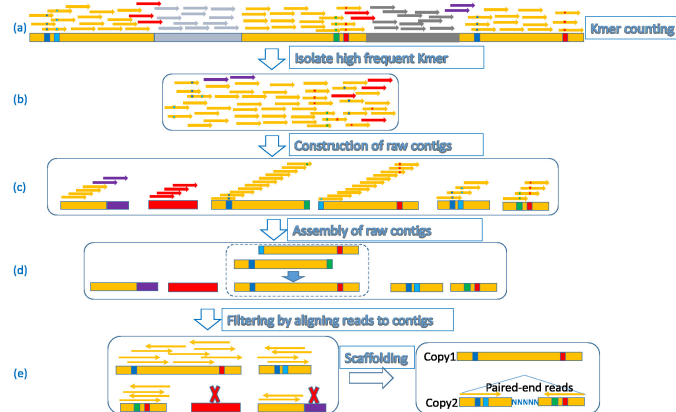 (a)
Kmer counting
Isolate high frequent Kmer
(b)
Construction of raw contigs
(c)
Assembly of raw contigs
(d)
Filtering by aligning reads to contigs
(e)
Scaffolding
Copy1
Paired-end reads
Copy2
NNNNN